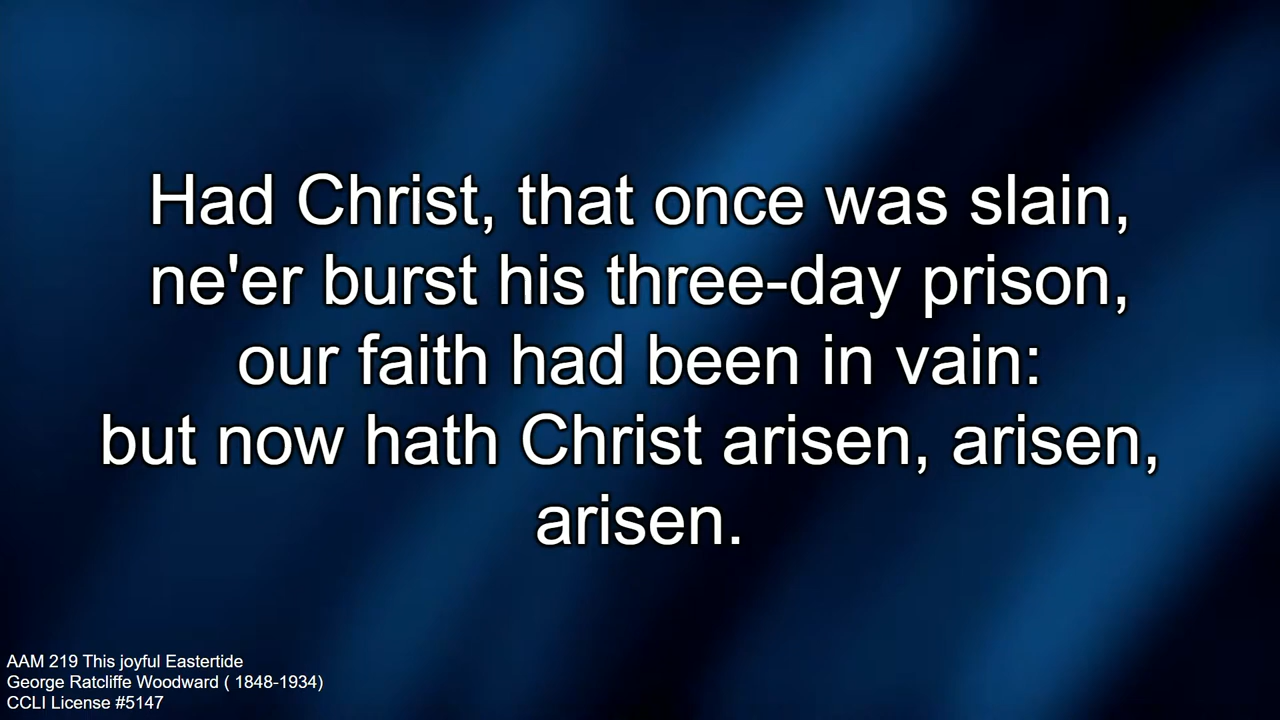 Had Christ, that once was slain,
ne'er burst his three-day prison,
our faith had been in vain:
but now hath Christ arisen, arisen,
arisen.
AAM 219 This joyful Eastertide
George Ratcliffe Woodward ( 1848-1934)
CCLI License #5147